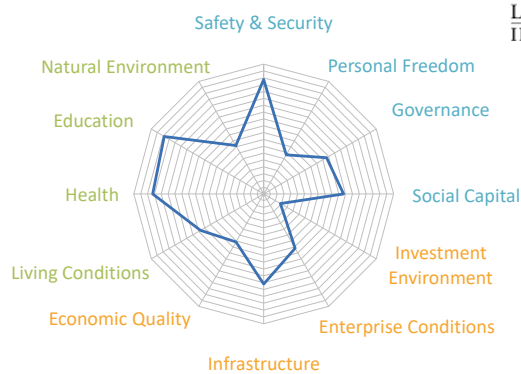 Safety & Security
Natural Environment
Personal Freedom
Education
Governance
Health
Social Capital
Living Conditions
Investment
Environment
Economic Quality
Enterprise Conditions
Infrastructure